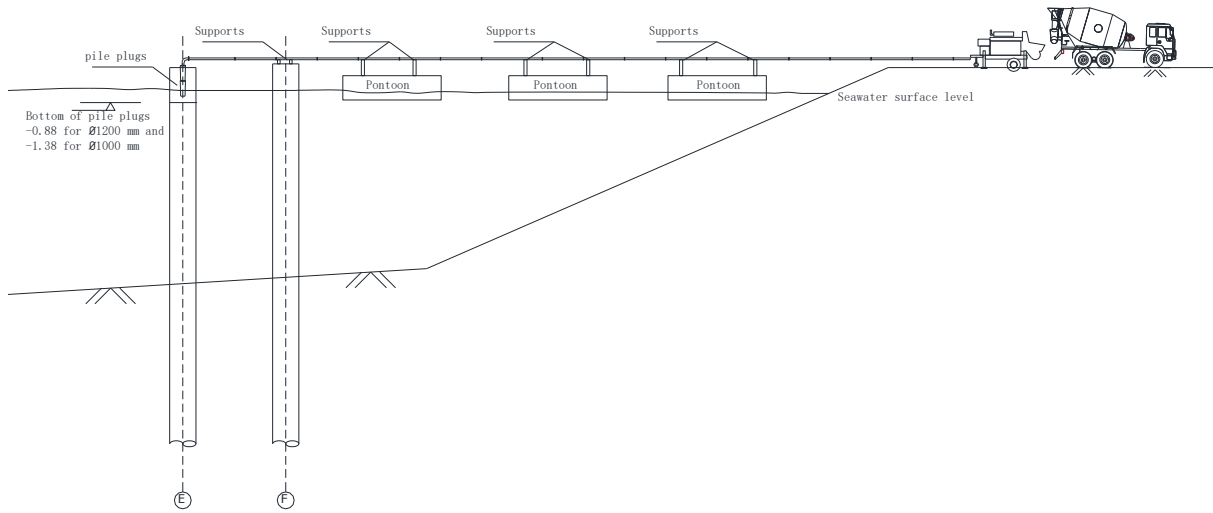 Supports
Supports
Supports
Supports
pile plugs
Pontoon
Pontoon
Pontoon
Seawater surface level
Bottom of pile plugs
-0.88 for Ø1200 mm and
-1.38 for Ø1000 mm
E
F